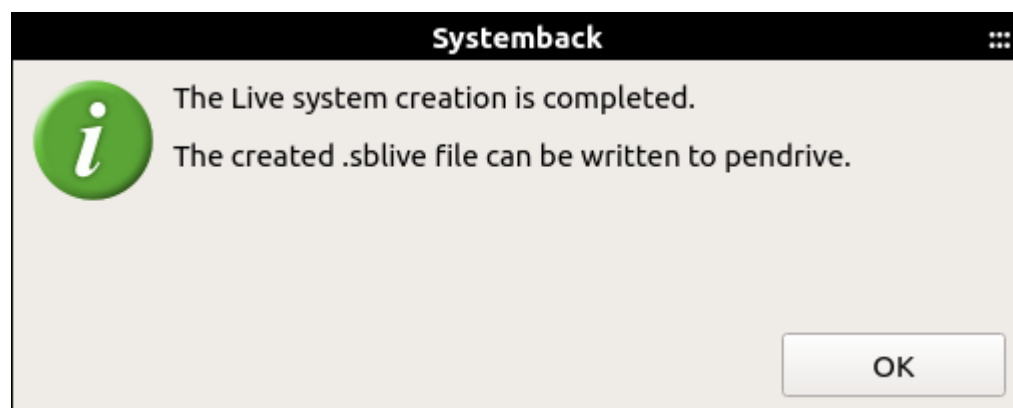 Systemback
The Live system creation is completed.
The created .sblive file can be written to pendrive.
OK